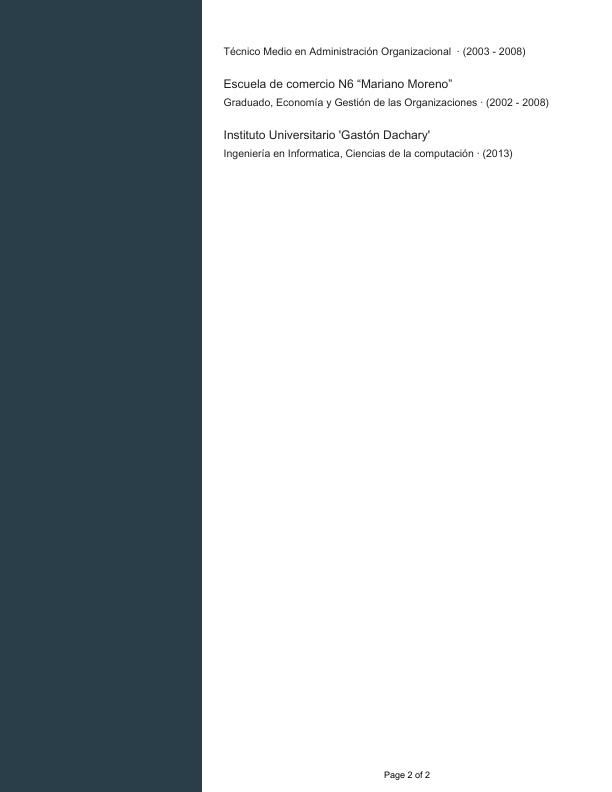 Técnico Medio en Administración Organizacional · (2003 - 2008)
Escuela de comercio N6 “Mariano Moreno”
Graduado, Economía y Gestión de las Organizaciones · (2002 - 2008)
Instituto Universitario 'Gastón Dachary'
Ingeniería en Informatica, Ciencias de la computación · (2013)
Page 2 of 2